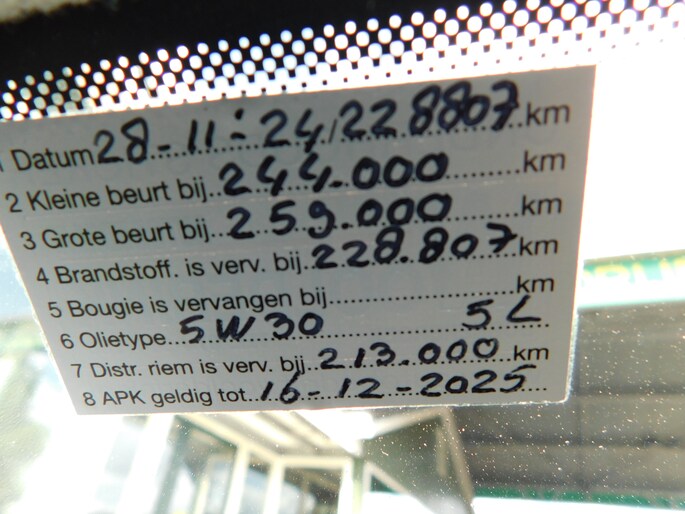 1 Datum 28-11-24/228807 km
2 Kleine beurt bij 244.000 km
3 Grote beurt bij 259.000 km
4 Brandstoff. is verv. bij 228.807 km
5 Bougie is vervangen bij km
6 Olietype 5W30 5L
7 Distr. riem is verv. bij 213.000 km
8 APK geldig tot 16-12-2025